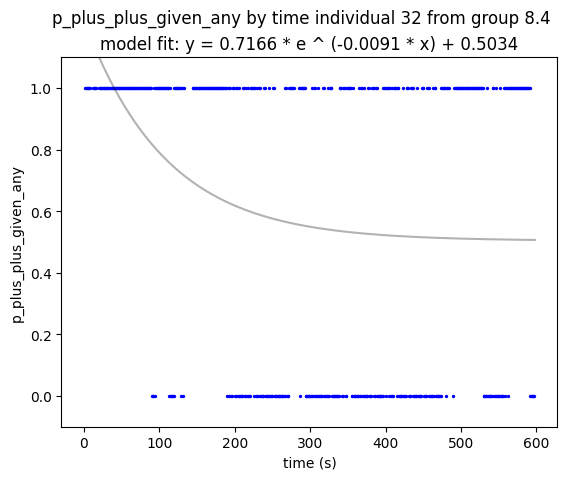 p_plus_plus_given_any by time individual 32 from group 8.4
model fit: y = 0.7166 * e ^ (-0.0091 * x) + 0.5034
p_plus_plus_given_any
1.0
0.8
0.6
0.4
0.2
0.0
0 100 200 300 400 500 600
time (s)